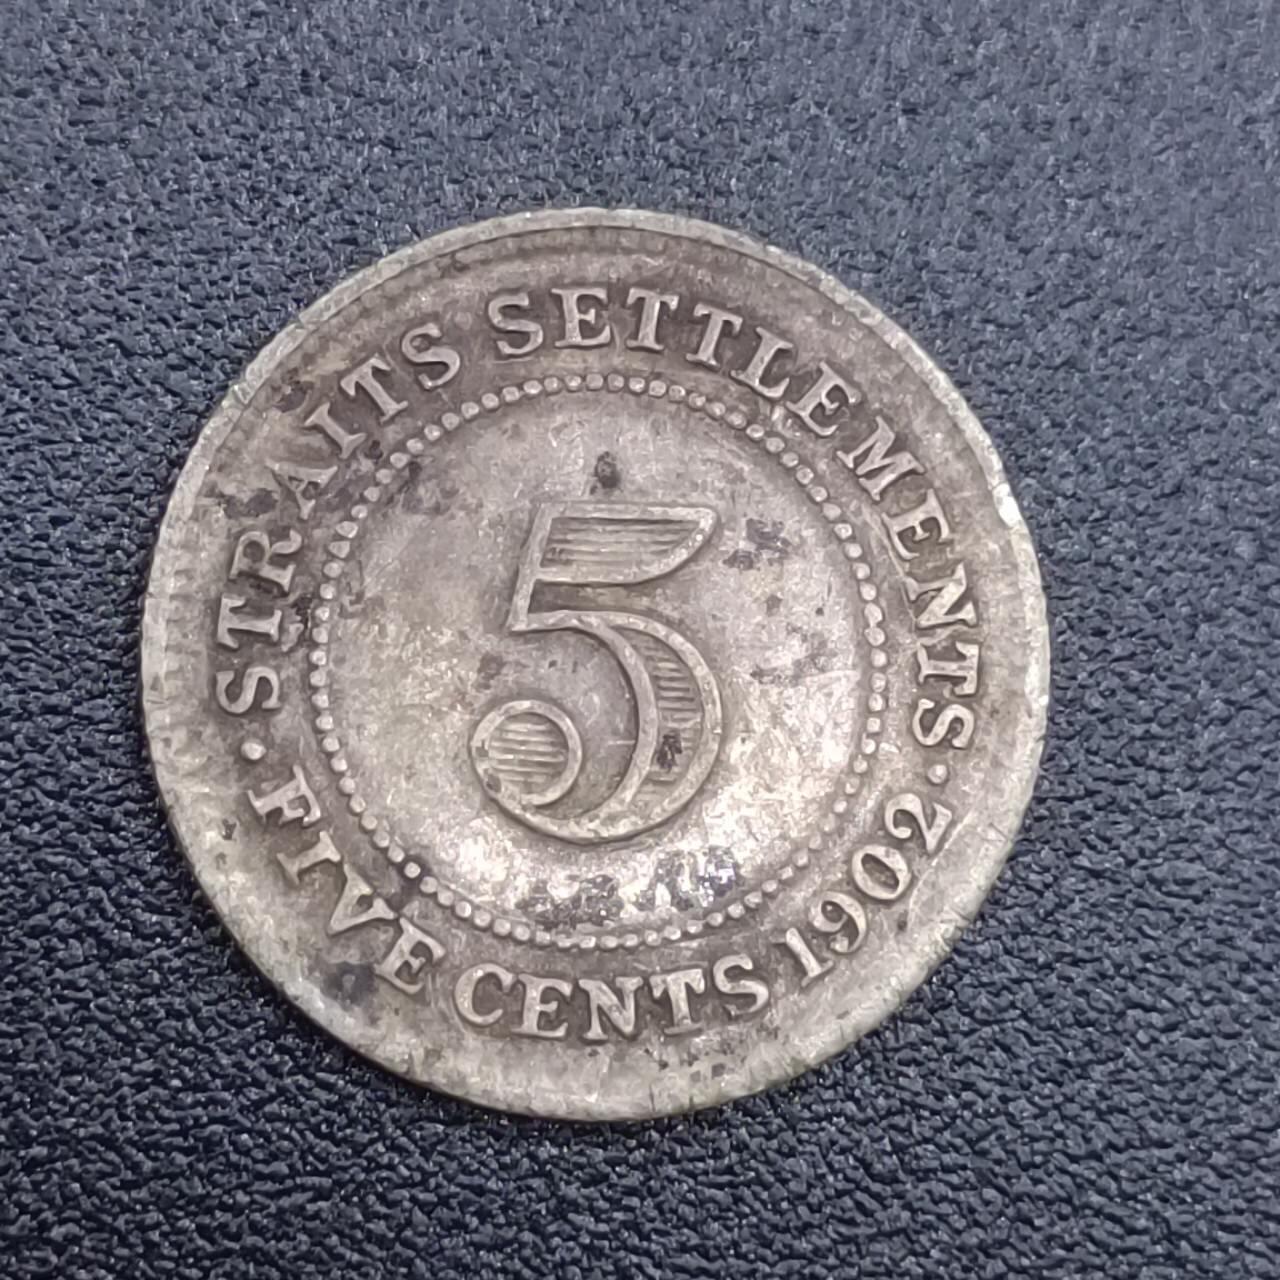 · STRAITS SETTLEMENTS ·
5
FIVE CENTS 1902